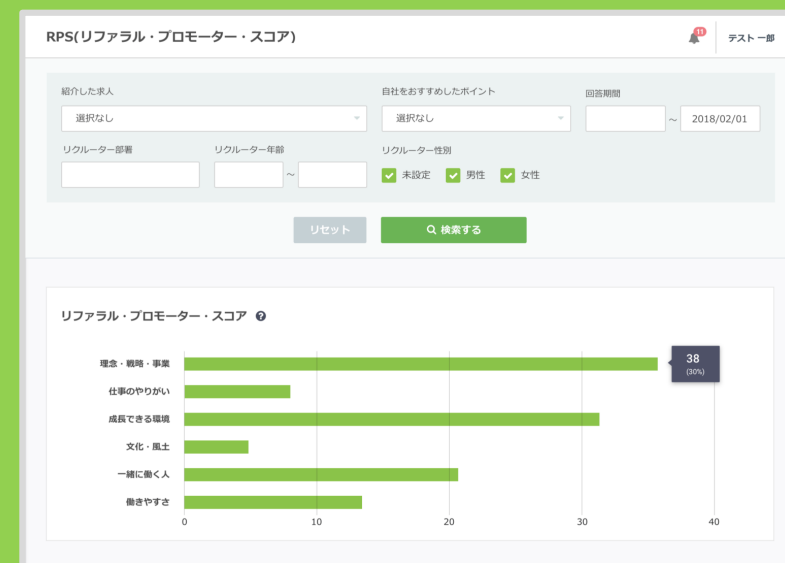 RPS(リファラル・プロモーター・スコア)
11
テスト 一郎
紹介した求人
自社をおすすめしたポイント
回答期間
選択なし
選択なし
～ 2018/02/01
リクルーター部署
リクルーター年齢
リクルーター性別
～
未設定 男性 女性
リセット
検索する
リファラル・プロモーター・スコア ?
理念・戦略・事業
38
(30%)
仕事のやりがい
成長できる環境
文化・風土
一緒に働く人
働きやすさ
0 10 20 30 40